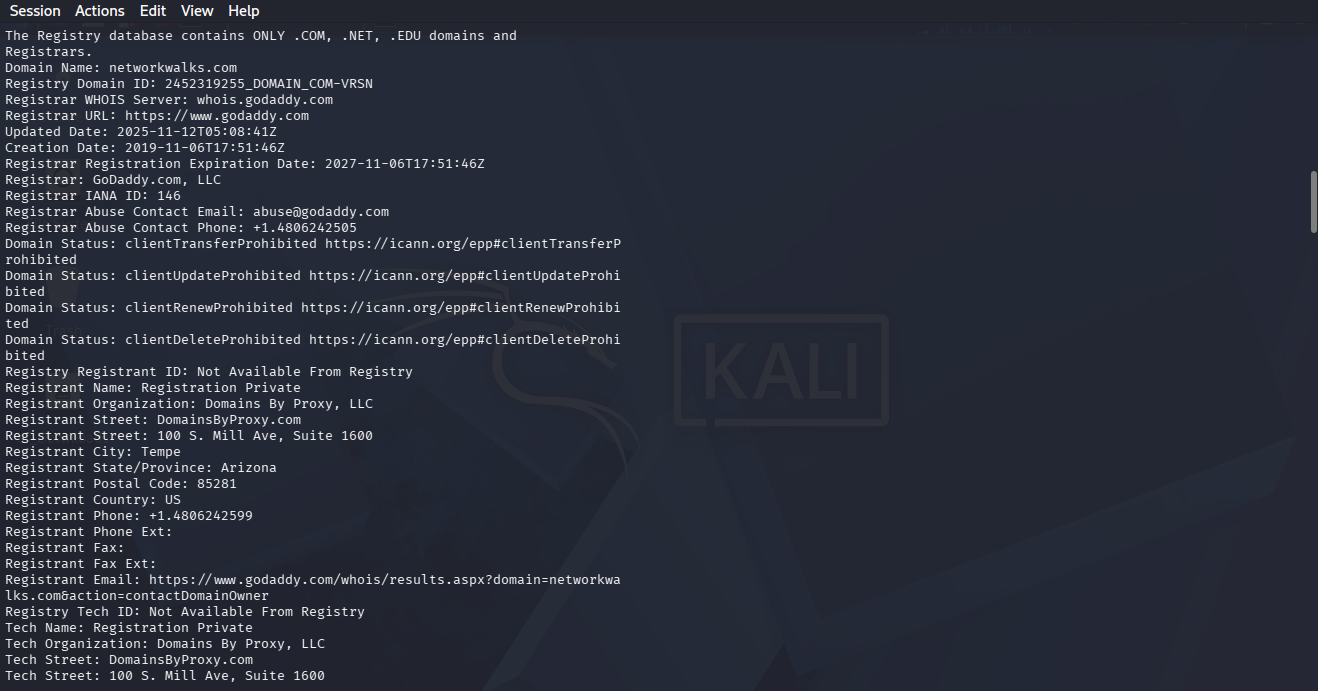 Session Actions Edit View Help
The Registry database contains ONLY .COM, .NET, .EDU domains and
Registrars.
Domain Name: networkwalks.com
Registry Domain ID: 2452319255_DOMAIN_COM-VRSN
Registrar WHOIS Server: whois.godaddy.com
Registrar URL: https://www.godaddy.com
Updated Date: 2025-11-12T05:08:41Z
Creation Date: 2019-11-06T17:51:46Z
Registrar Registration Expiration Date: 2027-11-06T17:51:46Z
Registrar: GoDaddy.com, LLC
Registrar IANA ID: 146
Registrar Abuse Contact Email: abuse@godaddy.com
Registrar Abuse Contact Phone: +1.4806242505
Domain Status: clientTransferProhibited https://icann.org/epp#clientTransferP
rohibited
Domain Status: clientUpdateProhibited https://icann.org/epp#clientUpdateProhi
bited
Domain Status: clientRenewProhibited https://icann.org/epp#clientRenewProhibi
ted
Domain Status: clientDeleteProhibited https://icann.org/epp#clientDeleteProhi
bited
Registry Registrant ID: Not Available From Registry
Registrant Name: Registration Private
Registrant Organization: Domains By Proxy, LLC
Registrant Street: DomainsByProxy.com
Registrant Street: 100 S. Mill Ave, Suite 1600
Registrant City: Tempe
Registrant State/Province: Arizona
Registrant Postal Code: 85281
Registrant Country: US
Registrant Phone: +1.4806242599
Registrant Phone Ext:
Registrant Fax:
Registrant Fax Ext:
Registrant Email: https://www.godaddy.com/whois/results.aspx?domain=networkwa
lks.com&action=contactDomainOwner
Registry Tech ID: Not Available From Registry
Tech Name: Registration Private
Tech Organization: Domains By Proxy, LLC
Tech Street: DomainsByProxy.com
Tech Street: 100 S. Mill Ave, Suite 1600
KALI
Trash